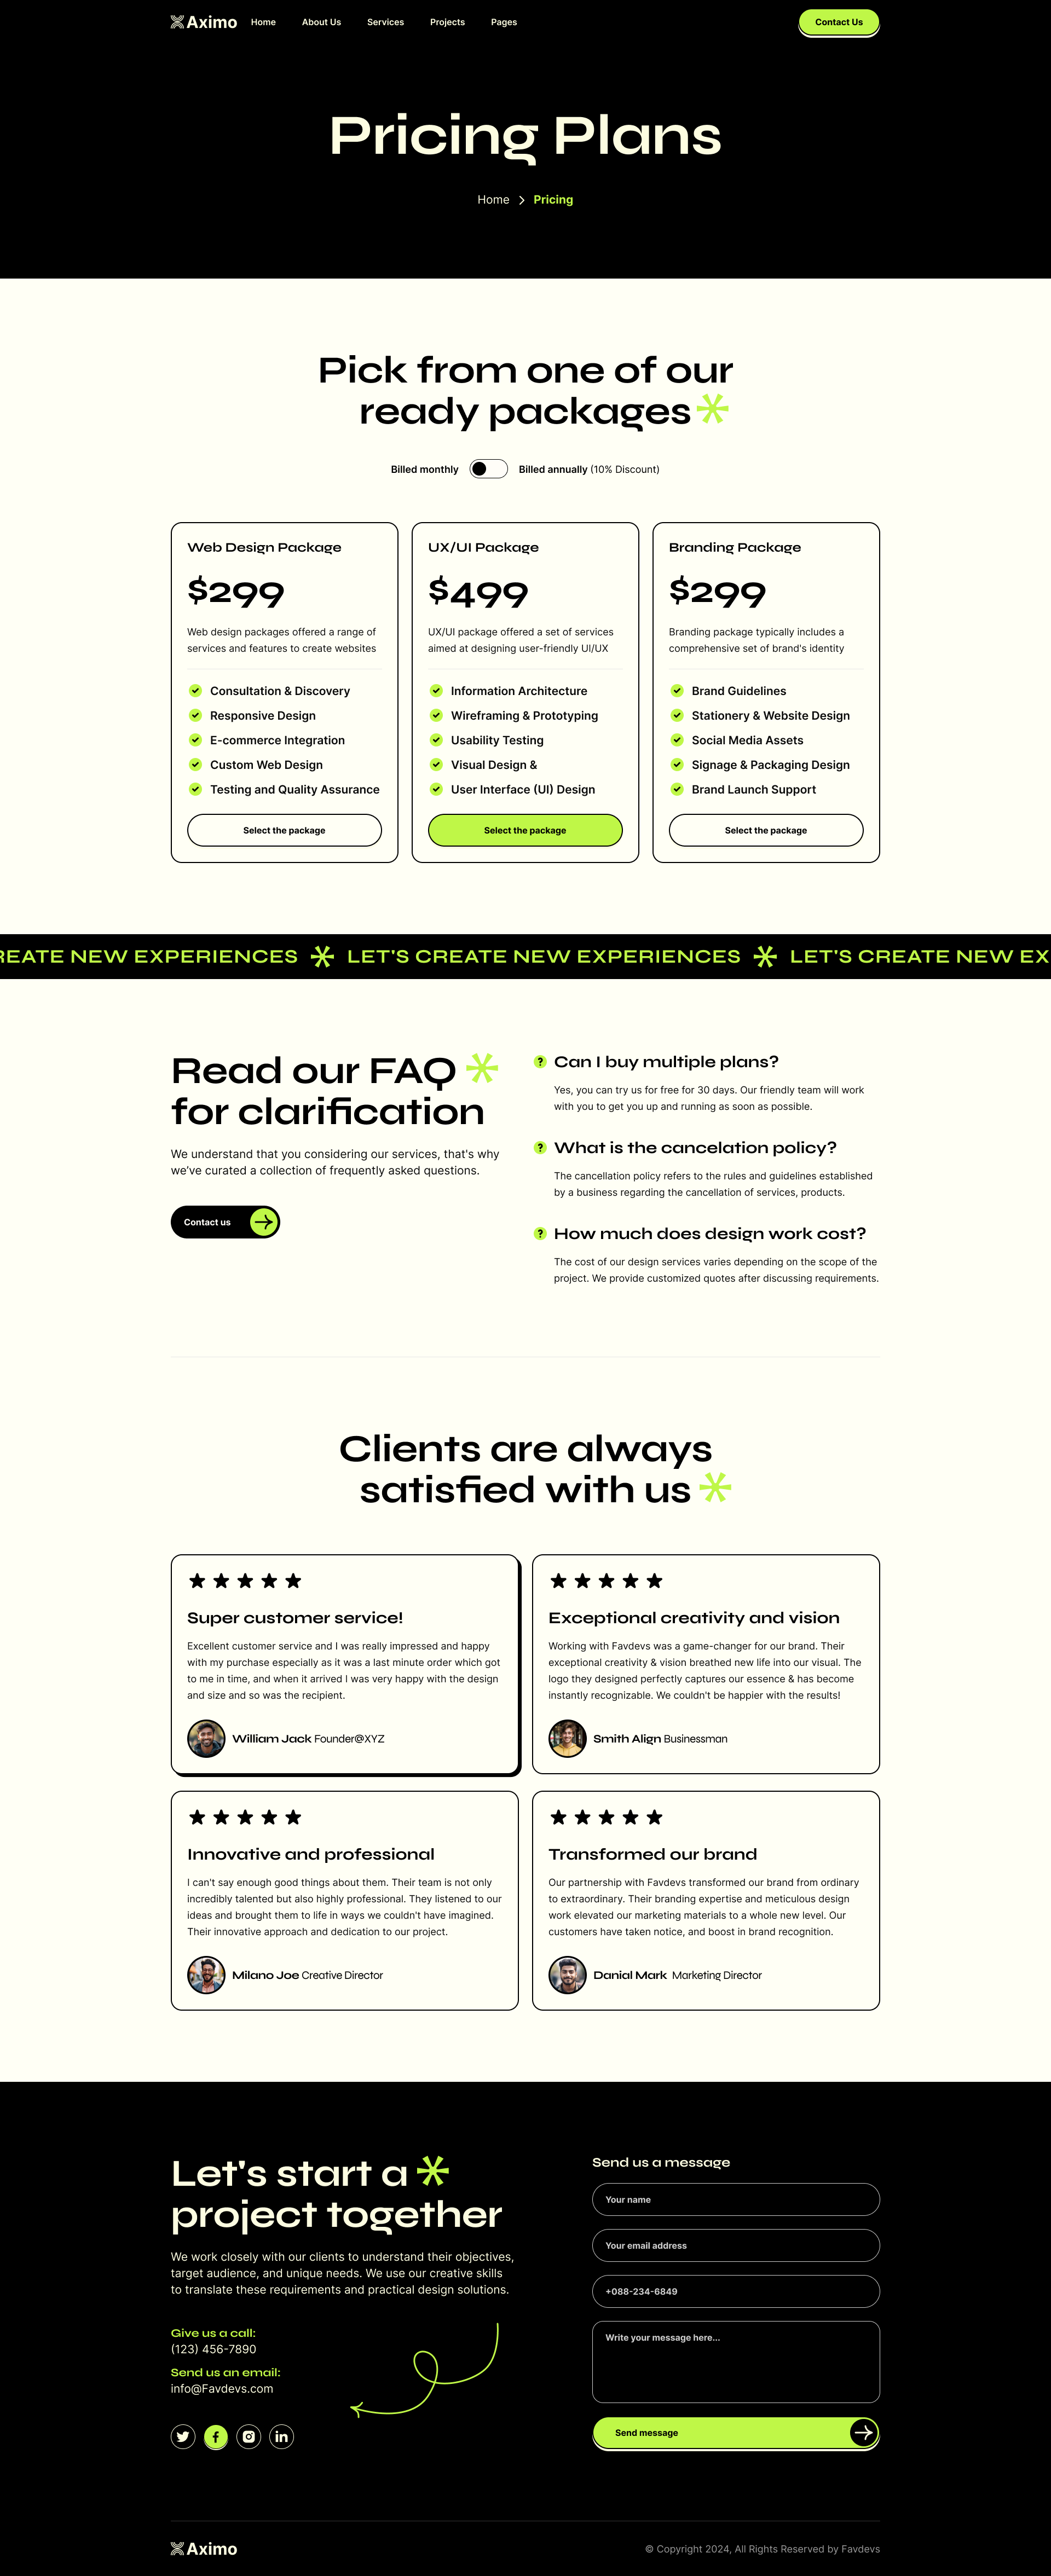 Aximo Home About Us Services Projects Pages Contact Us
Pricing Plans
Home Pricing
Pick from one of our
ready packages
Billed monthly Billed annually (10% Discount)
Web Design Package
$299
Web design packages offered a range of
services and features to create websites
Consultation & Discovery
Responsive Design
E-commerce Integration
Custom Web Design
Testing and Quality Assurance
Select the package
UX/UI Package
$499
UX/UI package offered a set of services
aimed at designing user-friendly UI/UX
Information Architecture
Wireframing & Prototyping
Usability Testing
Visual Design &
User Interface (UI) Design
Select the package
Branding Package
$299
Branding package typically includes a
comprehensive set of brand's identity
Brand Guidelines
Stationery & Website Design
Social Media Assets
Signage & Packaging Design
Brand Launch Support
Select the package
REATE NEW EXPERIENCES LET'S CREATE NEW EXPERIENCES LET'S CREATE NEW EX
Read our FAQ
for clarification
We understand that you considering our services, that's why
we've curated a collection of frequently asked questions.
Contact us
Can I buy multiple plans?
Yes, you can try us for free for 30 days. Our friendly team will work
with you to get you up and running as soon as possible.
What is the cancelation policy?
The cancellation policy refers to the rules and guidelines established
by a business regarding the cancellation of services, products.
How much does design work cost?
The cost of our design services varies depending on the scope of the
project. We provide customized quotes after discussing requirements.
Clients are always
satisfied with us
Super customer service!
Excellent customer service and I was really impressed and happy
with my purchase especially as it was a last minute order which got
to me in time, and when it arrived I was very happy with the design
and size and so was the recipient.
William Jack Founder@XYZ
Exceptional creativity and vision
Working with Favdevs was a game-changer for our brand. Their
exceptional creativity & vision breathed new life into our visual. The
logo they designed perfectly captures our essence & has become
instantly recognizable. We couldn't be happier with the results!
Smith Align Businessman
Innovative and professional
I can't say enough good things about them. Their team is not only
incredibly talented but also highly professional. They listened to our
ideas and brought them to life in ways we couldn't have imagined.
Their innovative approach and dedication to our project.
Milano Joe Creative Director
Transformed our brand
Our partnership with Favdevs transformed our brand from ordinary
to extraordinary. Their branding expertise and meticulous design
work elevated our marketing materials to a whole new level. Our
customers have taken notice, and boost in brand recognition.
Danial Mark Marketing Director
Let's start a
project together
We work closely with our clients to understand their objectives,
target audience, and unique needs. We use our creative skills
to translate these requirements and practical design solutions.
Give us a call:
(123) 456-7890
Send us an email:
info@Favdevs.com
Send us a message
Your name
Your email address
+088-234-6849
Write your message here...
Send message
Aximo
© Copyright 2024, All Rights Reserved by Favdevs